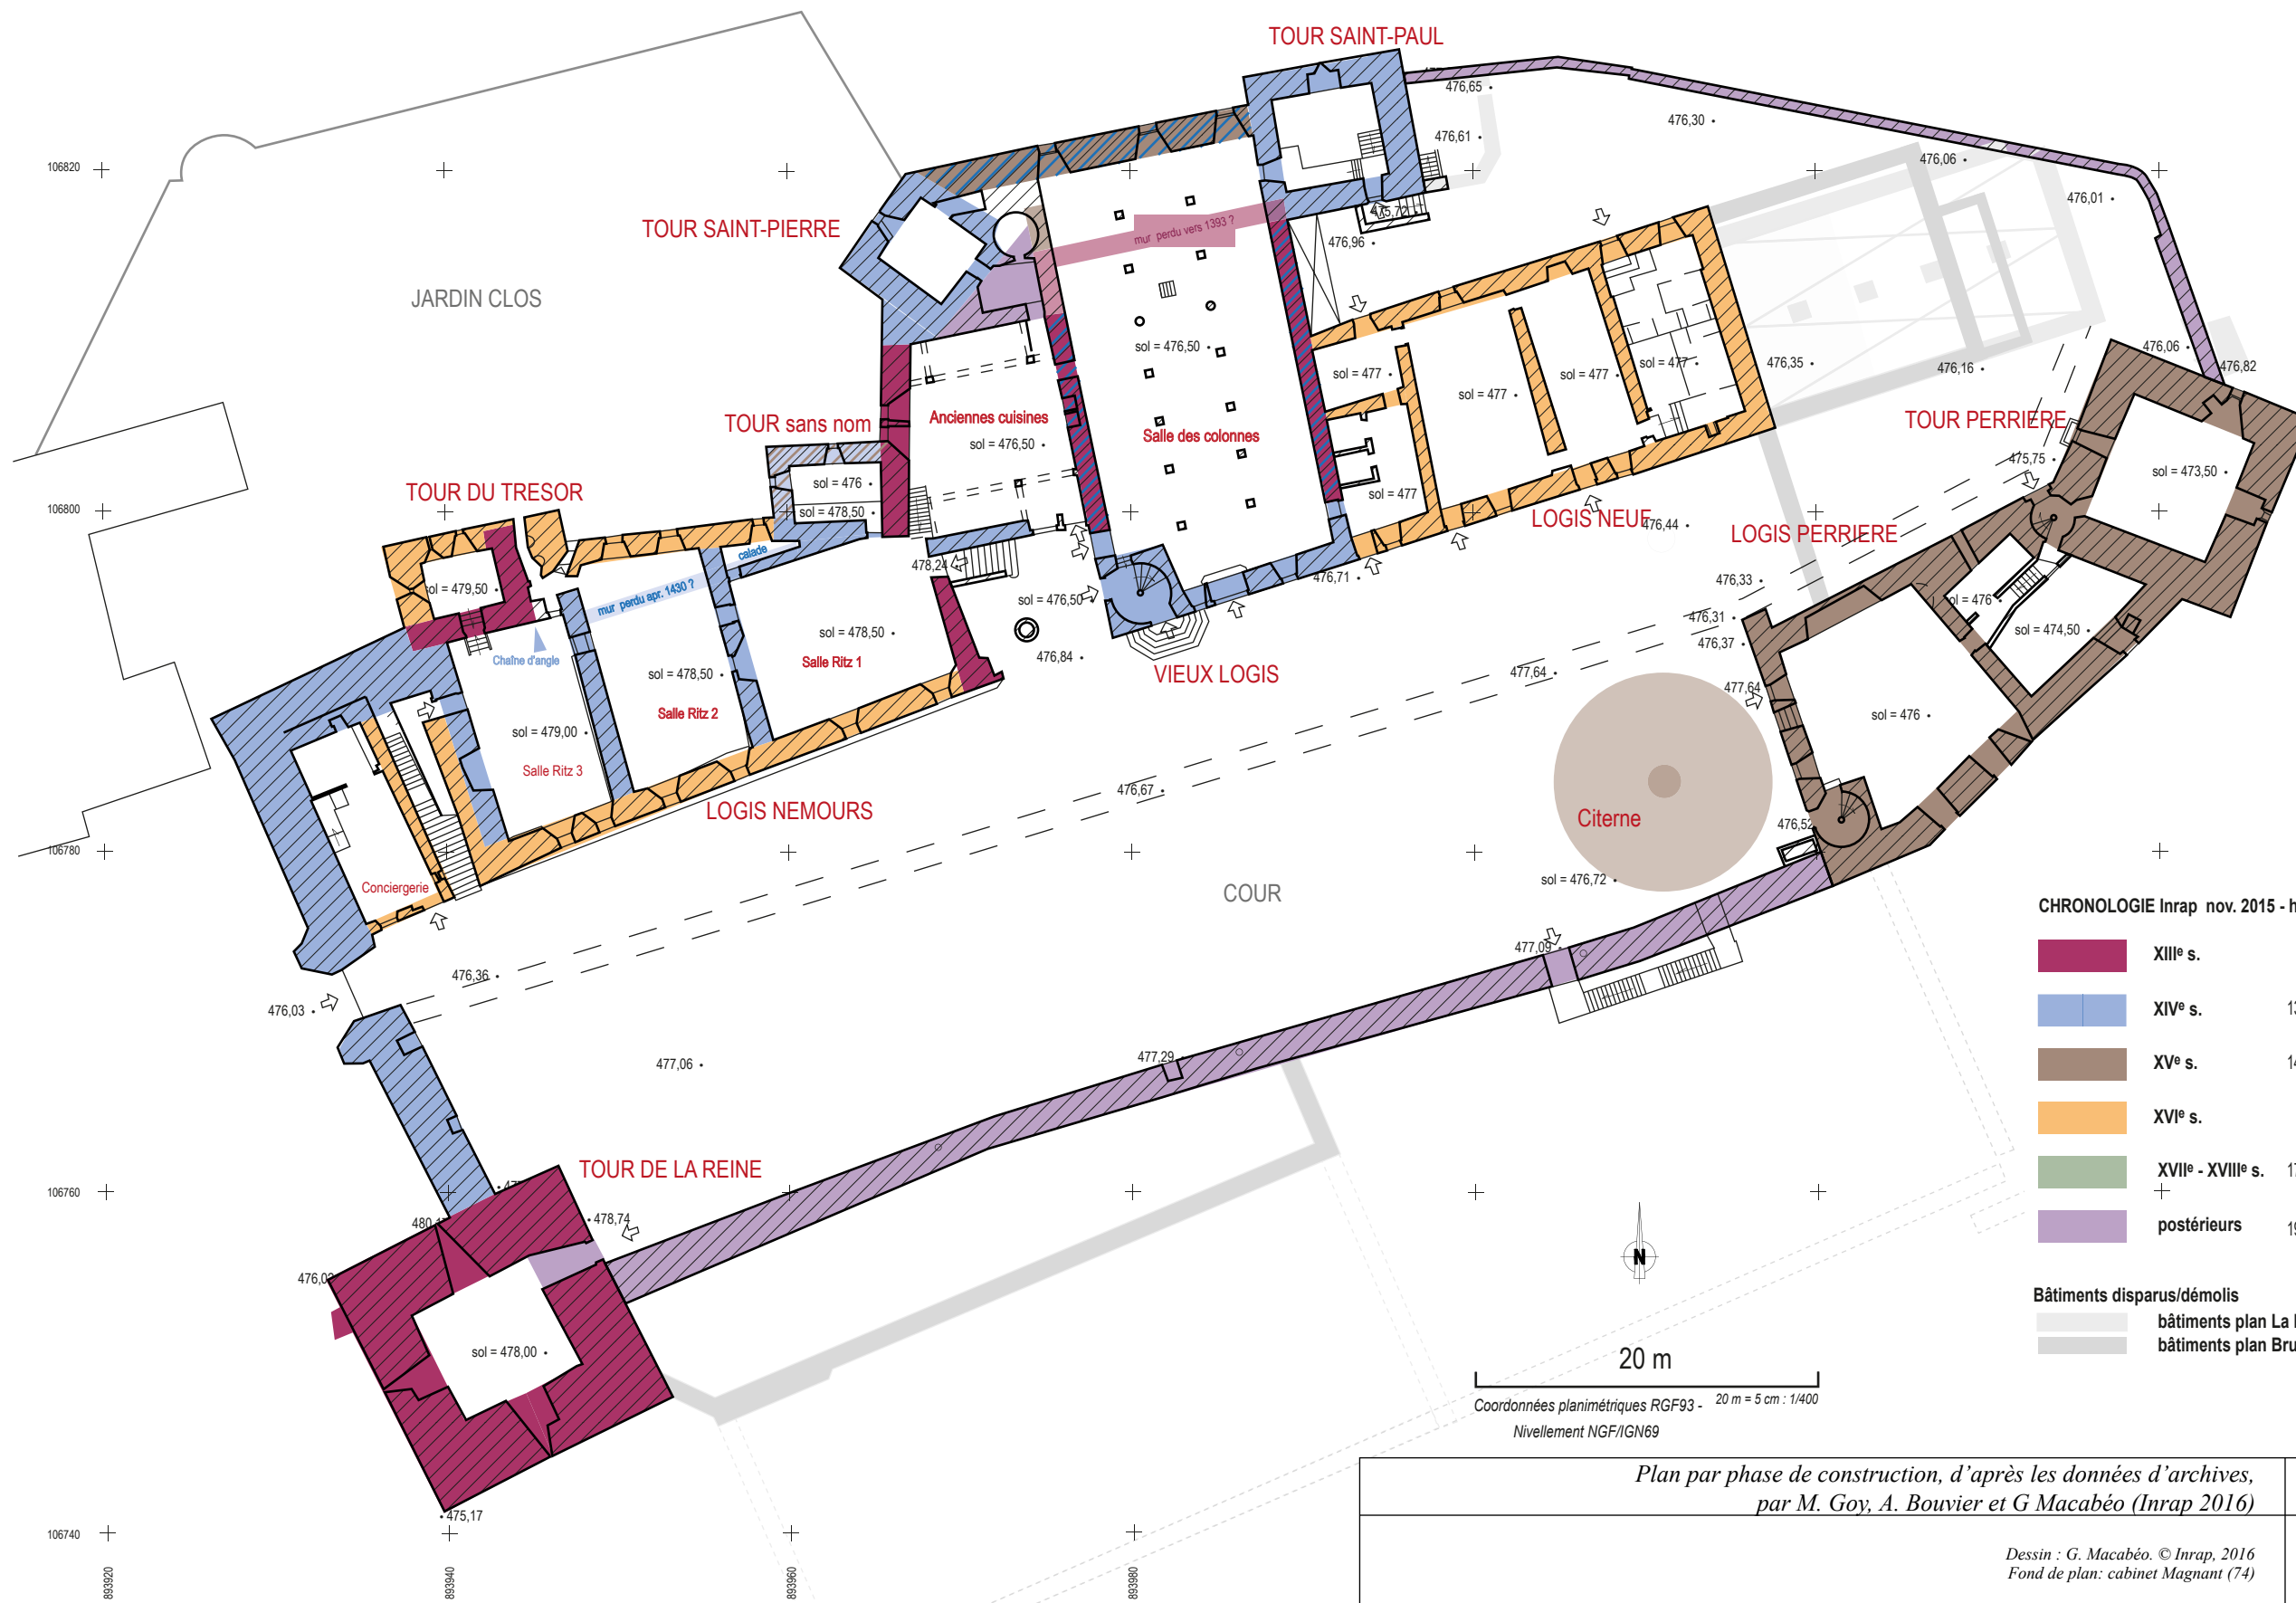 TOUR SAINT-PAUL
476,65
476,30
476,61
476,06
106820
476,01
TOUR SAINT-PIERRE
475,72
mur perdu vers 1393 ?
476,96
JARDIN CLOS
sol = 476,50
476,06
476,35
476,16
476,82
sol = 477
sol = 477
sol = 477
sol = 477
TOUR sans nom
Anciennes cuisines
sol = 476,50
Salle des colonnes
TOUR PERRIERE
475,75
sol = 473,50
TOUR DU TRESOR
sol = 476
sol = 477
106800
sol = 478,50
LOGIS NEUF
476,44
LOGIS PERRIERE
calade
478,24
476,71
476,33
sol = 479,50
mur perdu apr. 1430 ?
sol = 476,50
sol = 476
476,31
sol = 474,50
sol = 478,50
476,37
Chaîne d'angle
476,84
Salle Ritz 1
sol = 478,50
VIEUX LOGIS
477,64
477,64
Salle Ritz 2
sol = 476
sol = 479,00
Salle Ritz 3
476,67
LOGIS NEMOURS
Citerne
476,52
106780
Conciergerie
COUR
sol = 476,72
CHRONOLOGIE Inrap nov. 2015 - h
477,09
XIIIe s.
476,36
476,03
XIVe s.
477,06
477,29
XVe s.
XVIe s.
TOUR DE LA REINE
XVIIe - XVIIIe s.
106760
478,74
postérieurs
N
Bâtiments disparus/démolis
bâtiments plan La
bâtiments plan Bru
sol = 478,00
20 m
Coordonnées planimétriques RGF93 -
20 m = 5 cm : 1/400
Nivellement NGF/IGN69
Plan par phase de construction, d'après les données d'archives,
par M. Goy, A. Bouvier et G Macabéo (Inrap 2016)
475,17
106740
Dessin : G. Macabéo. © Inrap, 2016
Fond de plan: cabinet Magnant (74)
893920
893940
893960
893980